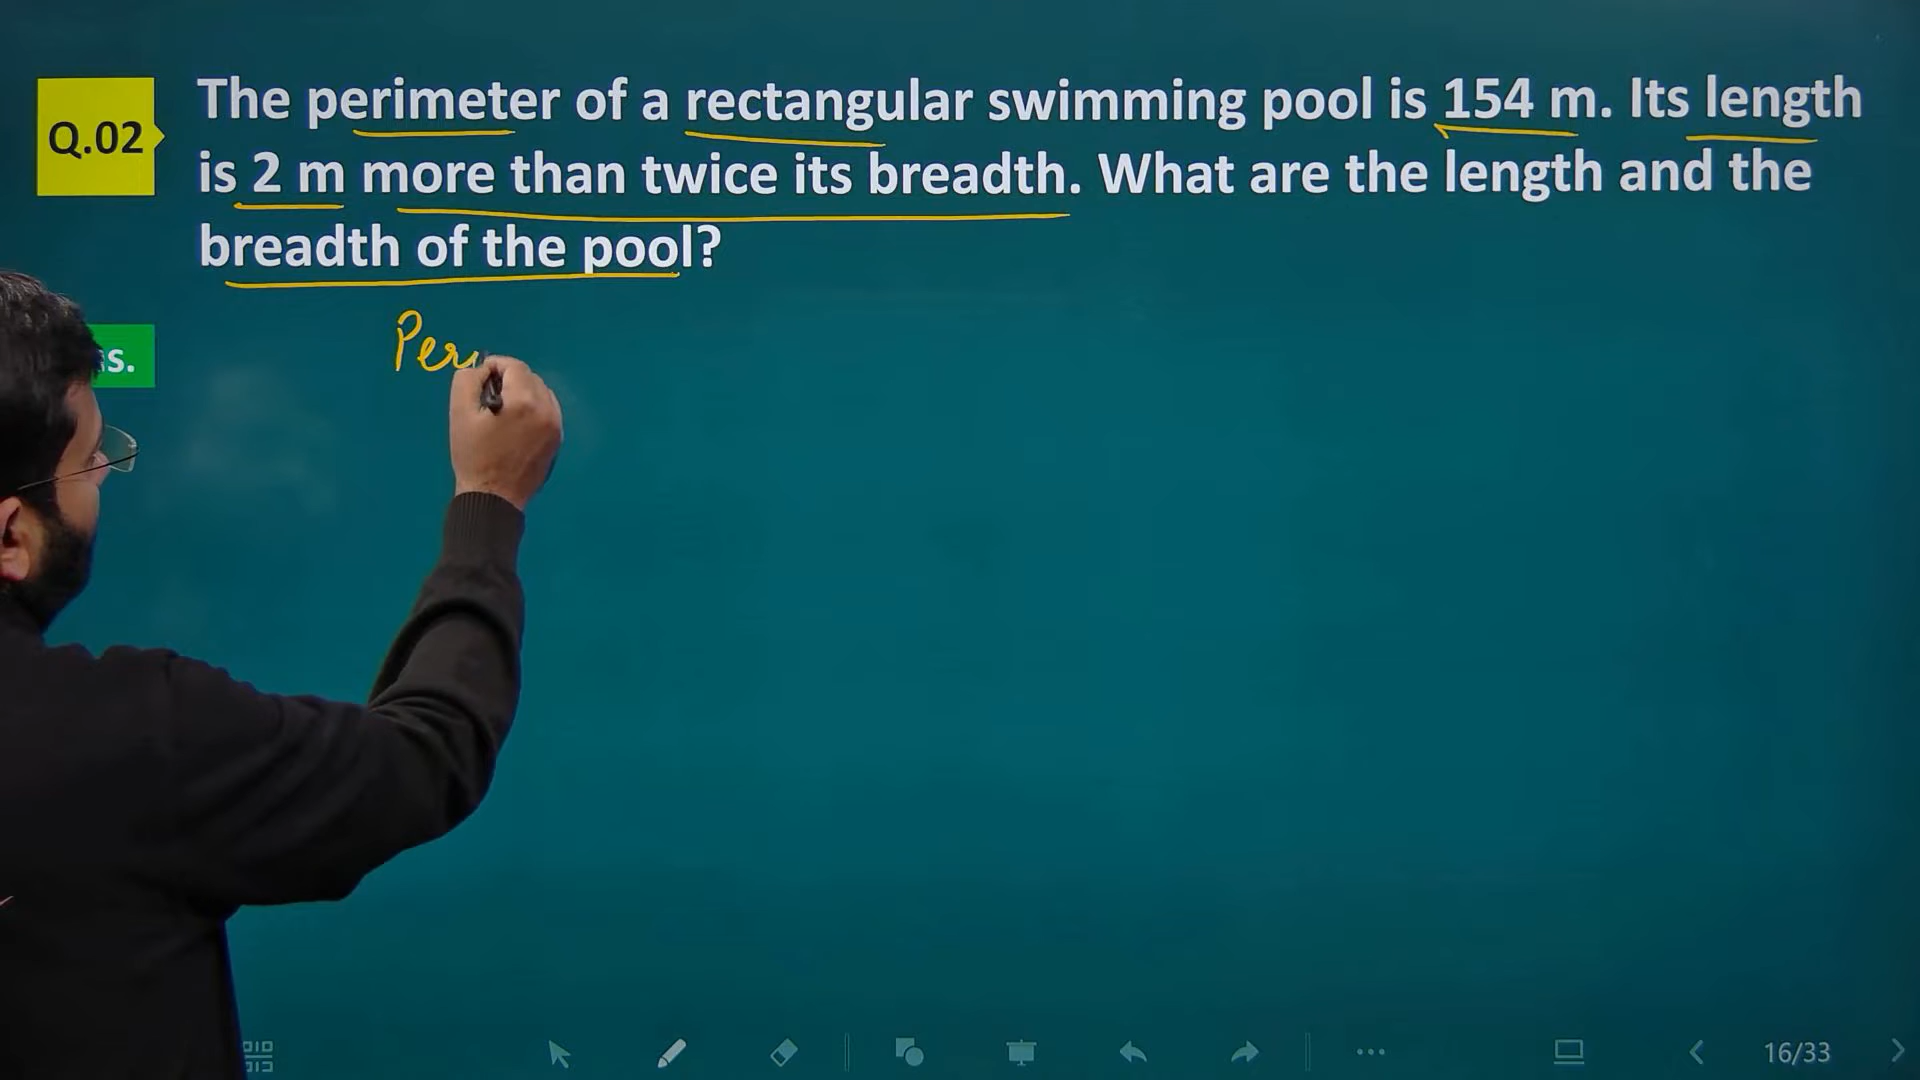 Q.02
The perimeter of a rectangular swimming pool is 154 m. Its length
is 2 m more than twice its breadth. What are the length and the
breadth of the pool?
Per
s.
16/33